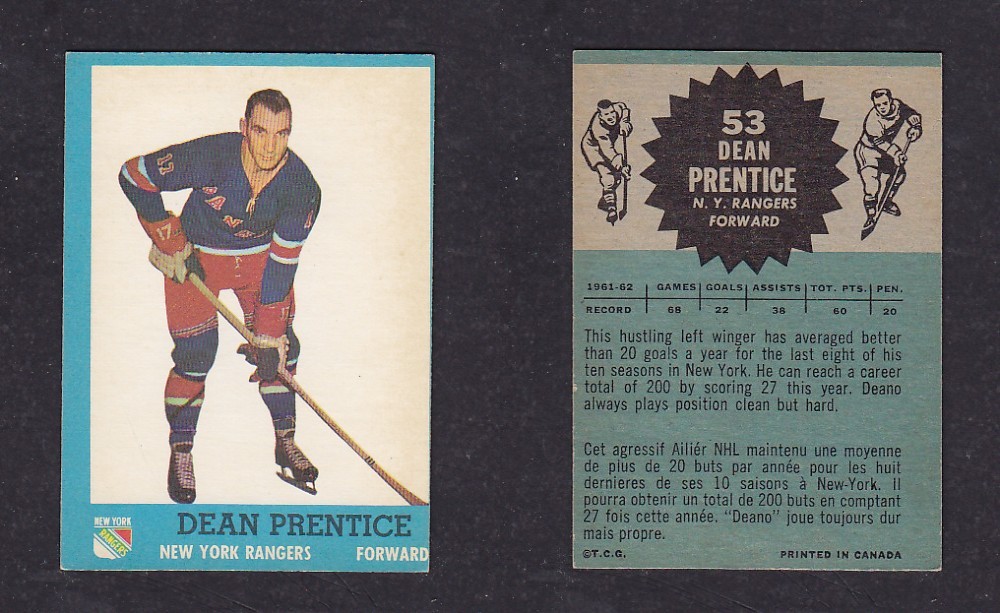 17
17
RANG
NEW YORK
RANGERS
DEAN PRENTICE
NEW YORK RANGERS FORWARD
53
DEAN
PRENTICE
N. Y. RANGERS
FORWARD
1961-62 GAMES GOALS ASSISTS TOT. PTS. PEN.
RECORD 68 22 38 60 20
This hustling left winger has averaged better
than 20 goals a year for the last eight of his
ten seasons in New York. He can reach a career
total of 200 by scoring 27 this year. Deano
always plays position clean but hard.
Cet agressif Ailiér NHL maintenu une moyenne
de plus de 20 buts par année pour les huit
dernieres de ses 10 saisons à New-York. Il
pourra obtenir un total de 200 buts en comptant
27 fois cette année. "Deano" joue toujours dur
mais propre.
©T.C.G. PRINTED IN CANADA